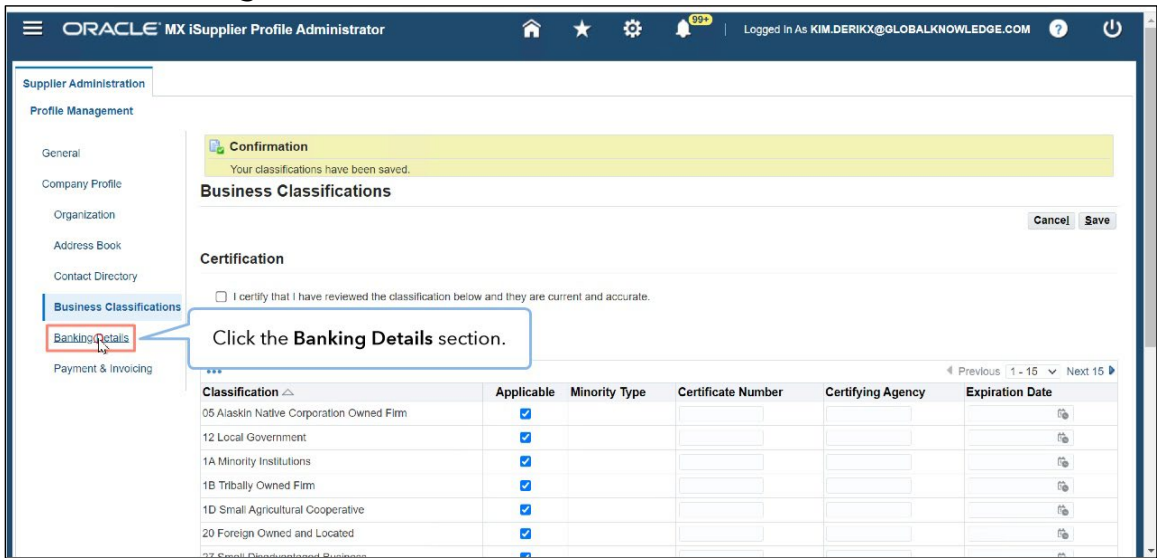 ORACLE MX iSupplier Profile Administrator 99+ Logged In As KIM.DERIKX@GLOBALKNOWLEDGE.COM ?
Supplier Administration
Profile Management
General
Company Profile
Organization
Address Book
Contact Directory
Business Classifications
Banking Details
Payment & Invoicing
Confirmation
Your classifications have been saved.
Business Classifications
Cancel Save
Certification
I certify that I have reviewed the classification below and they are current and accurate.
Click the Banking Details section.
Previous 1 - 15 Next 15
Classification Applicable Minority Type Certificate Number Certifying Agency Expiration Date
05 Alaskin Native Corporation Owned Firm
12 Local Government
1A Minority Institutions
1B Tribally Owned Firm
1D Small Agricultural Cooperative
20 Foreign Owned and Located
27 Small Disadvantaged Business